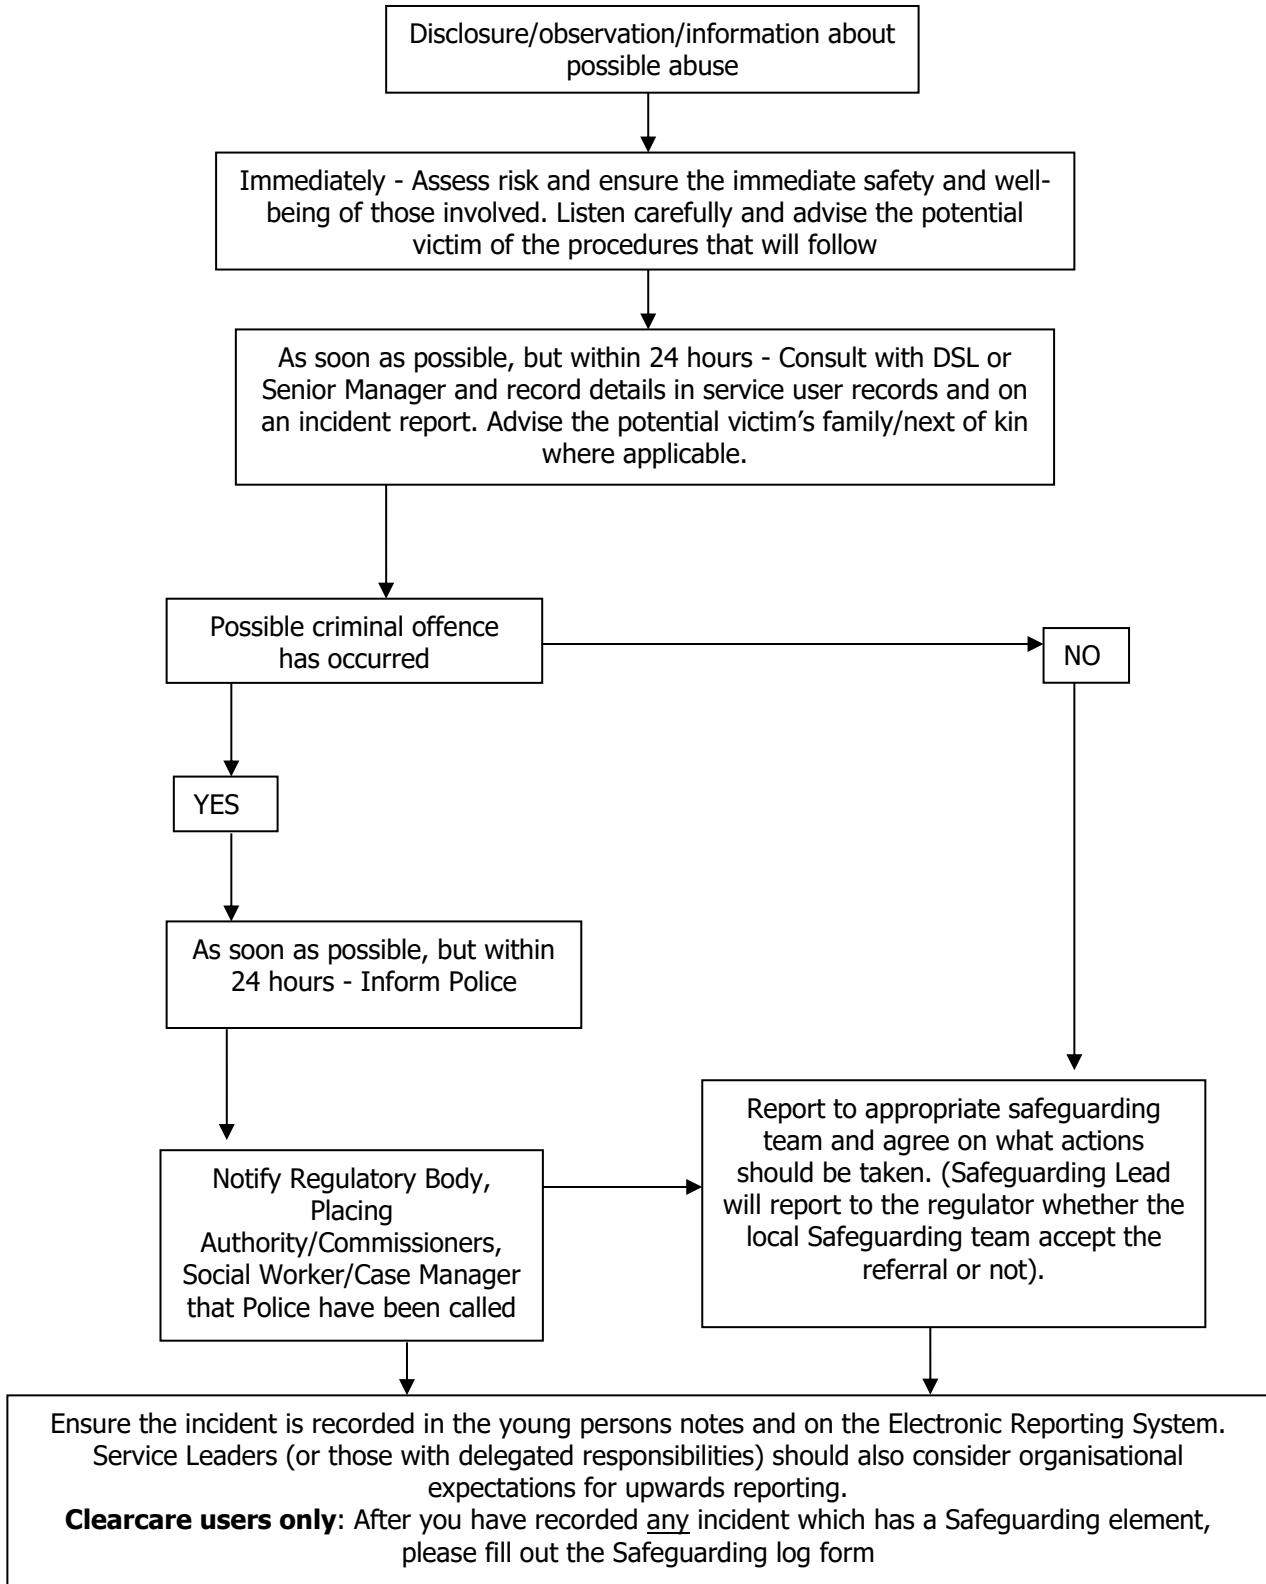 Disclosure/observation/information about
possible abuse
Immediately - Assess risk and ensure the immediate safety and well-
being of those involved. Listen carefully and advise the potential
victim of the procedures that will follow
As soon as possible, but within 24 hours - Consult with DSL or
Senior Manager and record details in service user records and on
an incident report. Advise the potential victim’s family/next of kin
where applicable.
Possible criminal offence
has occurred
NO
YES
As soon as possible, but within
24 hours - Inform Police
Notify Regulatory Body,
Placing
Authority/Commissioners,
Social Worker/Case Manager
that Police have been called
Report to appropriate safeguarding
team and agree on what actions
should be taken. (Safeguarding Lead
will report to the regulator whether the
local Safeguarding team accept the
referral or not).
Ensure the incident is recorded in the young persons notes and on the Electronic Reporting System.
Service Leaders (or those with delegated responsibilities) should also consider organisational
expectations for upwards reporting.
Clearcare users only: After you have recorded any incident which has a Safeguarding element,
please fill out the Safeguarding log form